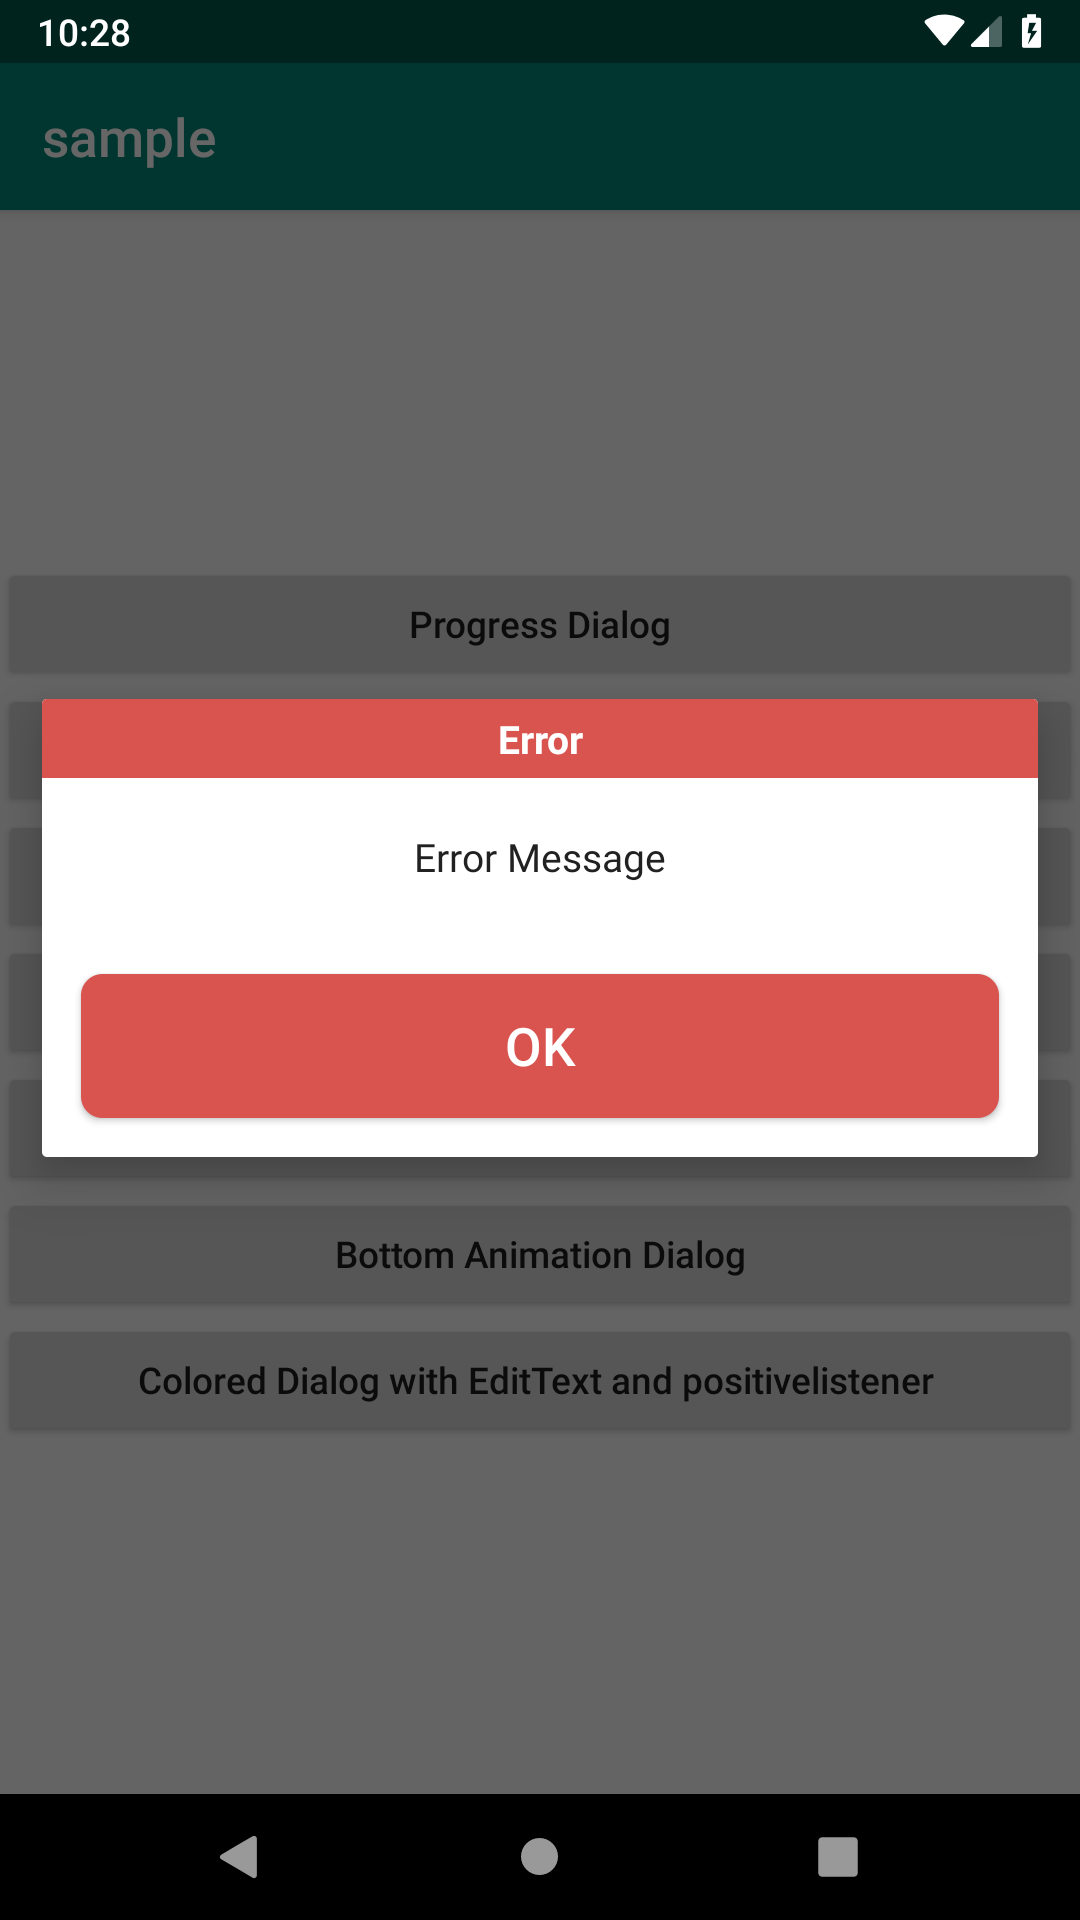 10:28
sample
Progress Dialog
Error
Error Message
OK
Bottom Animation Dialog
Colored Dialog with EditText and positivelistener